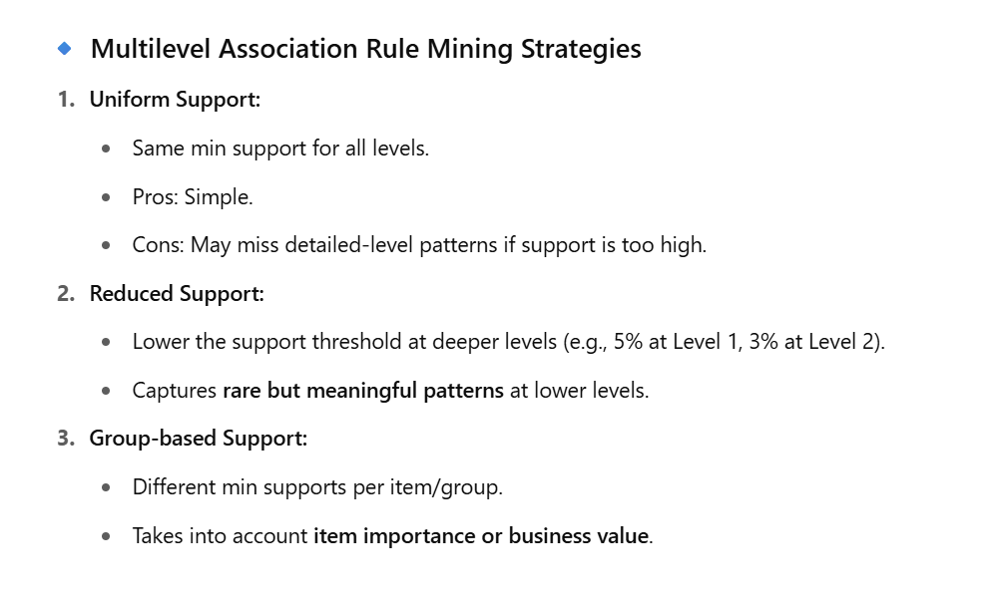 Multilevel Association Rule Mining Strategies
1. Uniform Support:
• Same min support for all levels.
• Pros: Simple.
• Cons: May miss detailed-level patterns if support is too high.
2. Reduced Support:
• Lower the support threshold at deeper levels (e.g., 5% at Level 1, 3% at Level 2).
• Captures rare but meaningful patterns at lower levels.
3. Group-based Support:
• Different min supports per item/group.
• Takes into account item importance or business value.